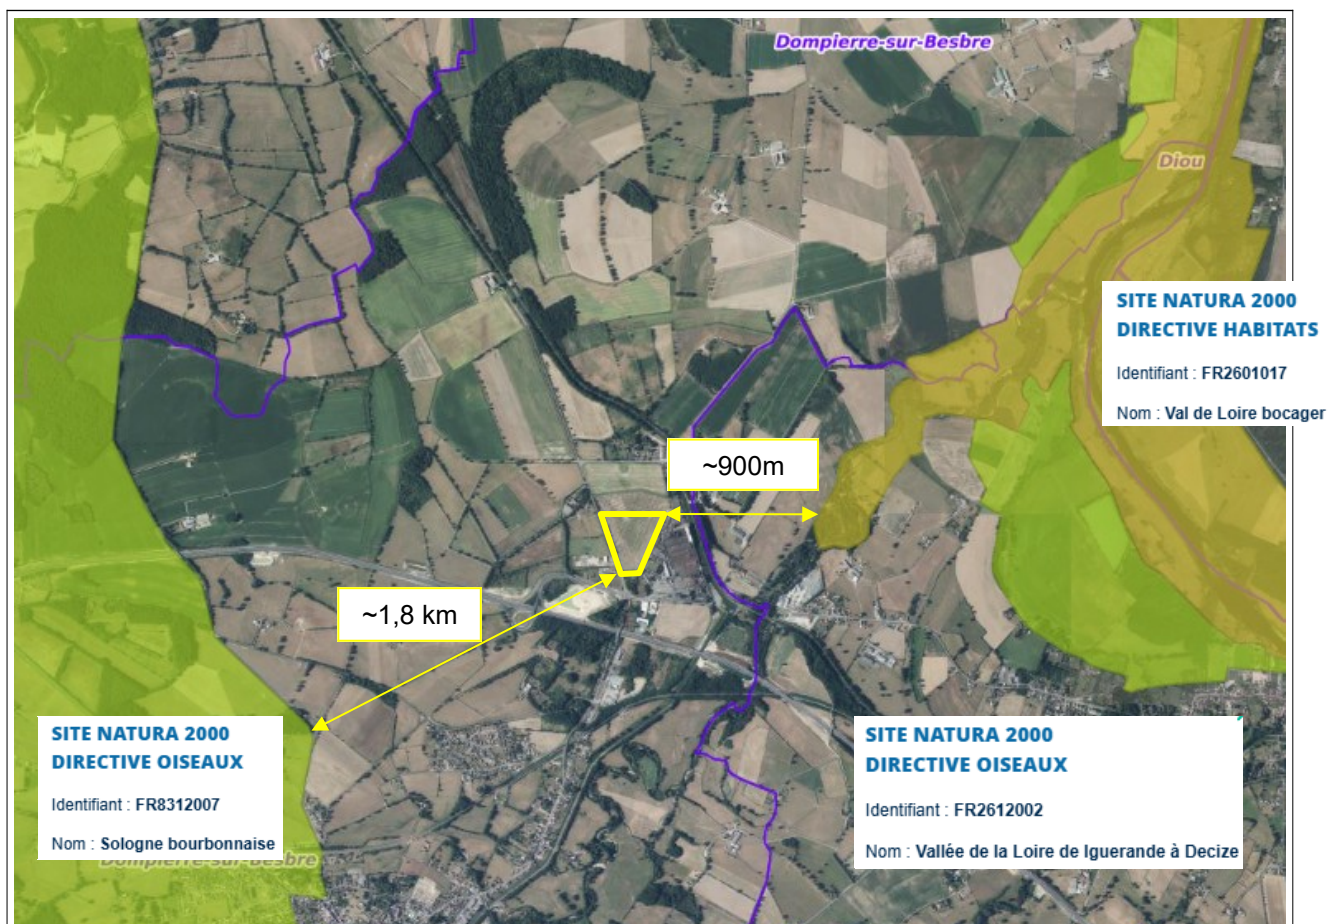 Dompierre-sur-Besbre
Diou
SITE NATURA 2000
DIRECTIVE HABITATS
Identifiant : FR2601017
Nom : Val de Loire bocager
~900m
~1,8 km
SITE NATURA 2000
DIRECTIVE OISEAUX
Identifiant : FR8312007
Nom : Sologne bourbonnaise
Dompierre-sur-Besbre
SITE NATURA 2000
DIRECTIVE OISEAUX
Identifiant : FR2612002
Nom : Vallée de la Loire de Iguerande à Decize